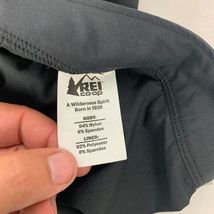 REI
CO·OP
A Wilderness Spirit
Born in 1938
BODY:
94% Nylon
6% Spandex
LINER:
92% Polyester
8% Spandex